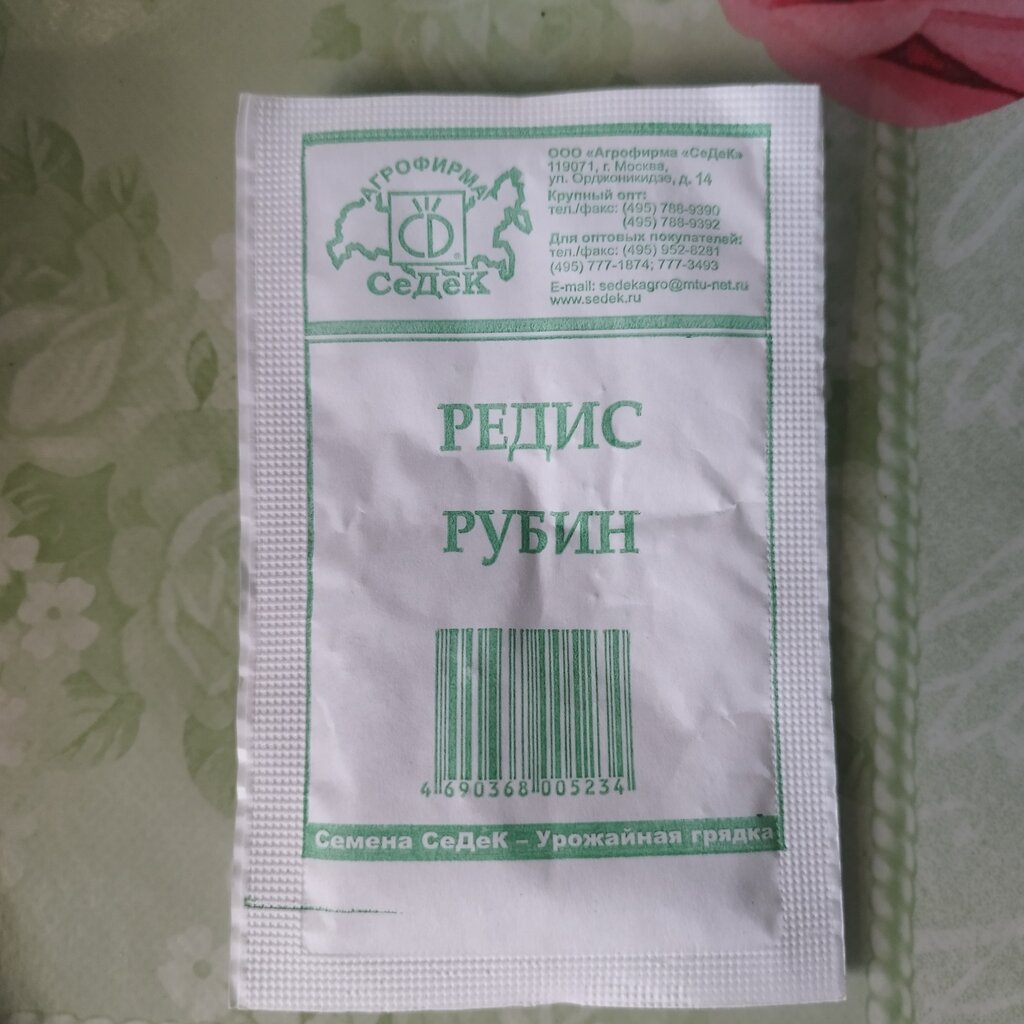 АГРОФИРМА
СеДеК
ООО «Агрофирма «СеДеК»
119071, г. Москва,
ул. Орджоникидзе, д. 14
Крупный опт:
тел./факс: (495) 788-9390
(495) 788-9392
Для оптовых покупателей:
тел./факс: (495) 952-8281
(495) 777-1874; 777-3493
E-mail: sedekagro@mtu-net.ru
www.sedek.ru
РЕДИС
РУБИН
4 690368 005234
Семена СеДеК – Урожайная грядка